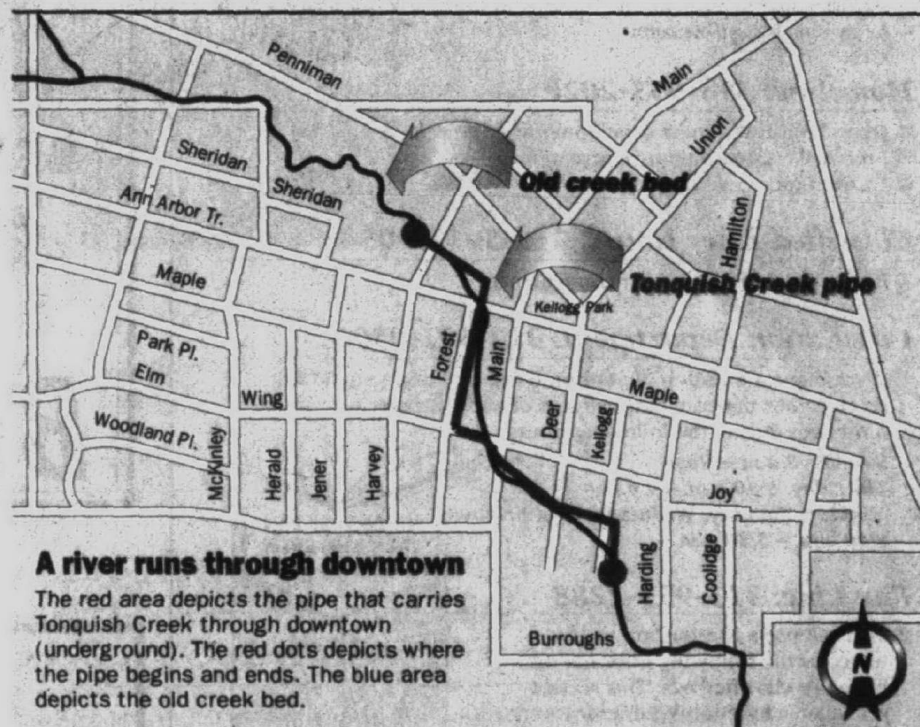 Penniman
Main
Union
Sheridan
Sheridan
Old creek bed
Ann Arbor Tr.
Hamilton
Maple
Tonquish Creek pipe
Kellogg Park
Park Pl.
Forest
Main
Elm
Maple
Wing
Woodland Pl.
Deer
Kellogg
McKinley
Herald
Jener
Harvey
Joy
Harding
Coolidge
A river runs through downtown
The red area depicts the pipe that carries
Tonquish Creek through downtown
(underground). The red dots depicts where
the pipe begins and ends. The blue area
depicts the old creek bed.
Burroughs
N